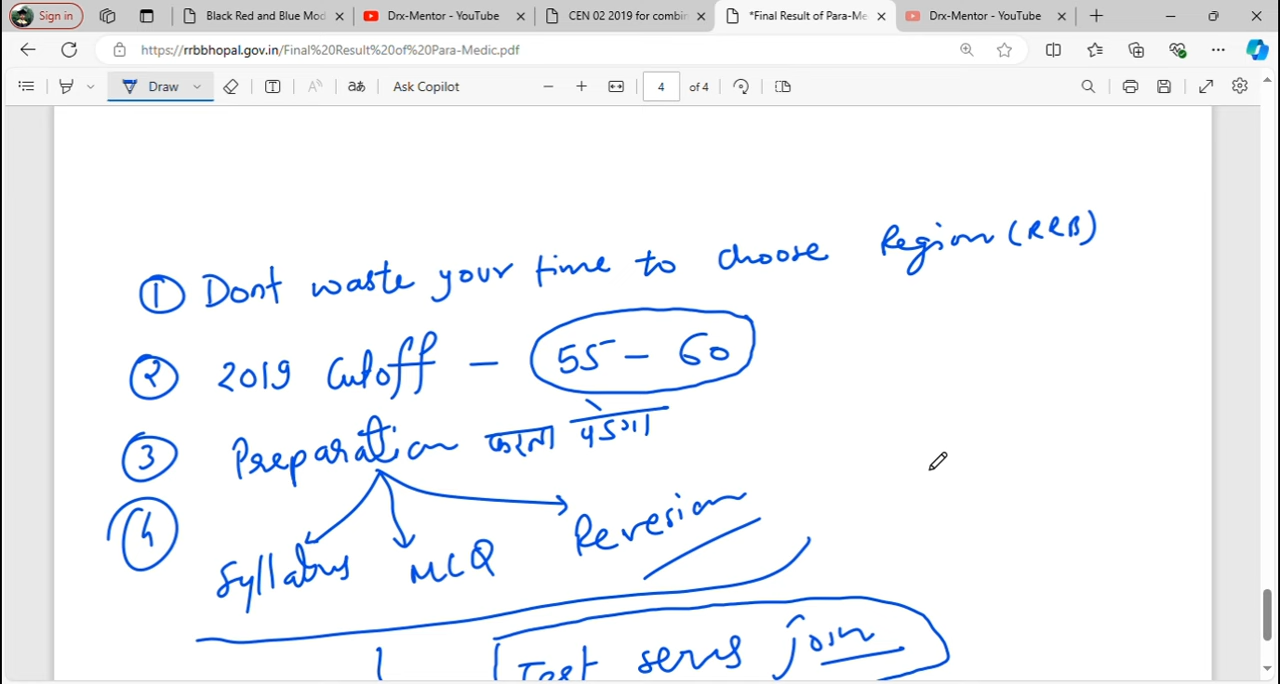 Black Red and Blue Mod
Drx-Mentor - YouTube
CEN 02 2019 for combin
*Final Result of Para-Me
Drx-Mentor - YouTube
Sign in
https://rrbbhopal.gov.in/Final%20Result%20of%20Para-Medic.pdf
Draw
Ask Copilot
4 of 4
① Dont waste your time to choose Region (RRB)
② 2019 Cutoff - 55 - 60
③ Preparation करना पडेगा
④
Syllabus MCQ Revesion
Test seris join